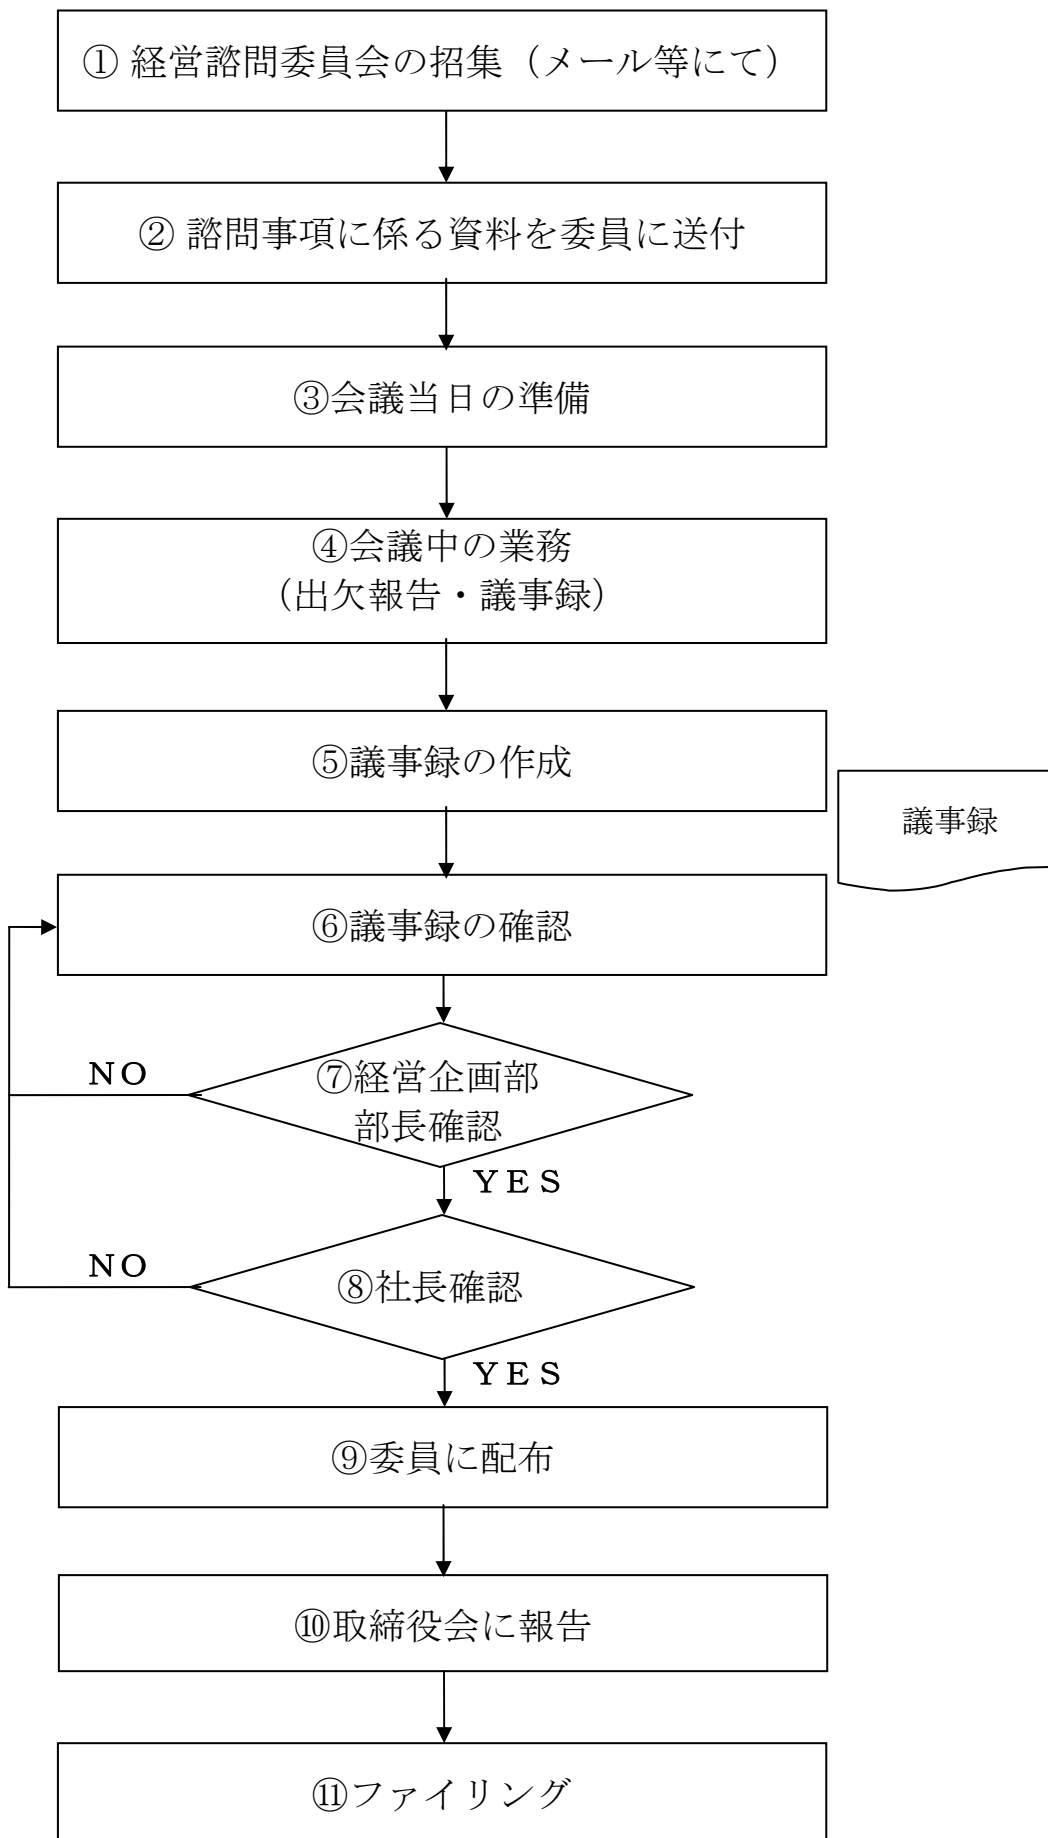 ① 経営諮問委員会の招集（メール等にて）
② 諮問事項に係る資料を委員に送付
③会議当日の準備
④会議中の業務
（出欠報告・議事録）
⑤議事録の作成
議事録
⑥議事録の確認
NO
⑦経営企画部
部長確認
YES
NO
⑧社長確認
YES
⑨委員に配布
⑩取締役会に報告
⑪ファイリング